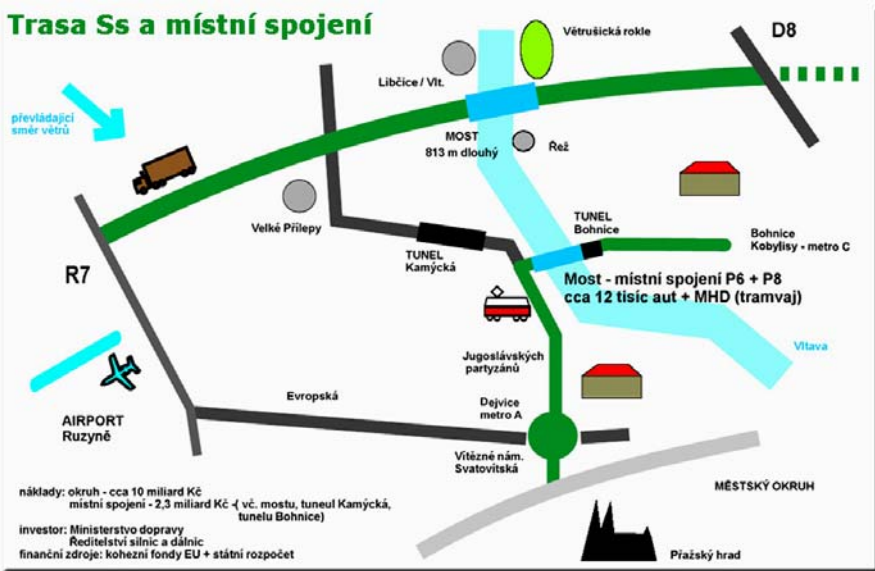 Trasa Ss a místní spojení
Větrušická rokle
D8
Libčice / Vlt.
převládající
směr větrů
MOST
813 m dlouhý
Řež
Velké Přílepy
TUNEL
Kamýcká
TUNEL
Bohnice
Bohnice
Kobylisy - metro C
R7
Most - místní spojení P6 + P8
cca 12 tisíc aut + MHD (tramvaj)
Vltava
Jugoslávských
partyzánů
Evropská
Dejvice
metro A
AIRPORT
Ruzyně
Vítězné nám.
Svatovítská
MĚSTSKÝ OKRUH
náklady: okruh - cca 10 miliard Kč
místní spojení - 2,3 miliard Kč -( vč. mostu, tuneul Kamýcká,
tunelu Bohnice)
investor: Ministerstvo dopravy
Ředitelství silnic a dálnic
finanční zdroje: kohezní fondy EU + státní rozpočet
Přažský hrad